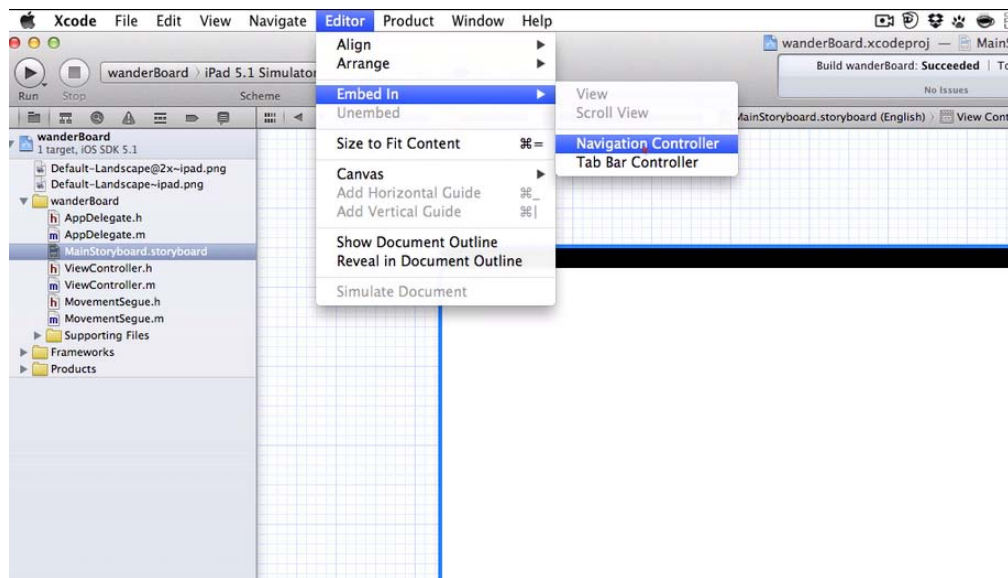 Xcode File Edit View Navigate Editor Product Window Help
wanderBoard.xcodeproj — Main
Run Stop
wanderBoard iPad 5.1 Simulator
Scheme
Build wanderBoard: Succeeded
No Issues
MainStoryboard.storyboard (English) View Cont
wanderBoard
1 target, iOS SDK 5.1
Default-Landscape@2x~ipad.png
Default-Landscape~ipad.png
wanderBoard
AppDelegate.h
AppDelegate.m
MainStoryboard.storyboard
ViewController.h
ViewController.m
MovementSegue.h
MovementSegue.m
Supporting Files
Frameworks
Products
Align
Arrange
Embed In
Unembed
Size to Fit Content ⌘=
Canvas
Add Horizontal Guide ⌘_
Add Vertical Guide ⌘|
Show Document Outline
Reveal in Document Outline
Simulate Document
View
Scroll View
Navigation Controller
Tab Bar Controller